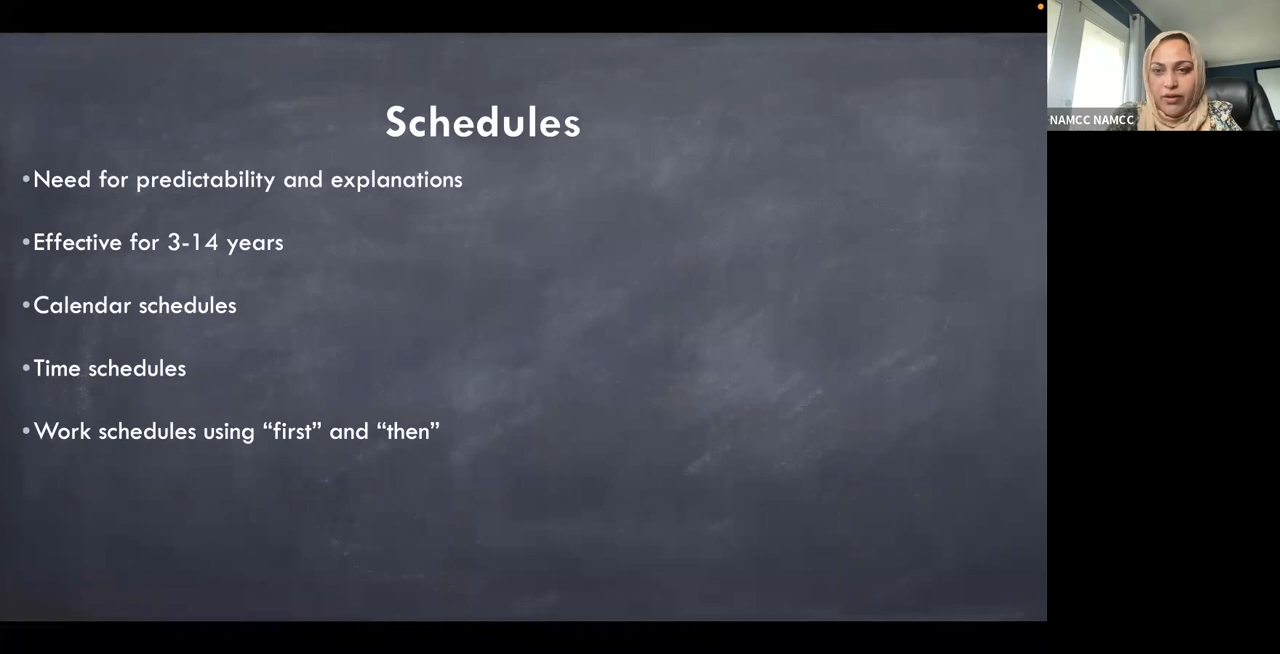 Schedules
•Need for predictability and explanations
•Effective for 3-14 years
•Calendar schedules
•Time schedules
•Work schedules using “first” and “then”
NAMCC NAMCC